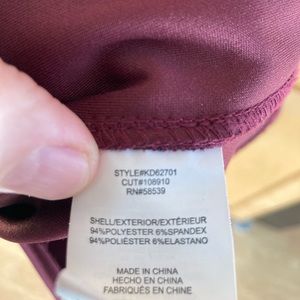 STYLE#KD62701
CUT#108910
RN#58539
SHELL/EXTERIOR/EXTÉRIEUR
94%POLYESTER 6%SPANDEX
94%POLIÉSTER 6%ELASTANO
MADE IN CHINA
HECHO EN CHINA
FABRIQUÉS EN CHINE